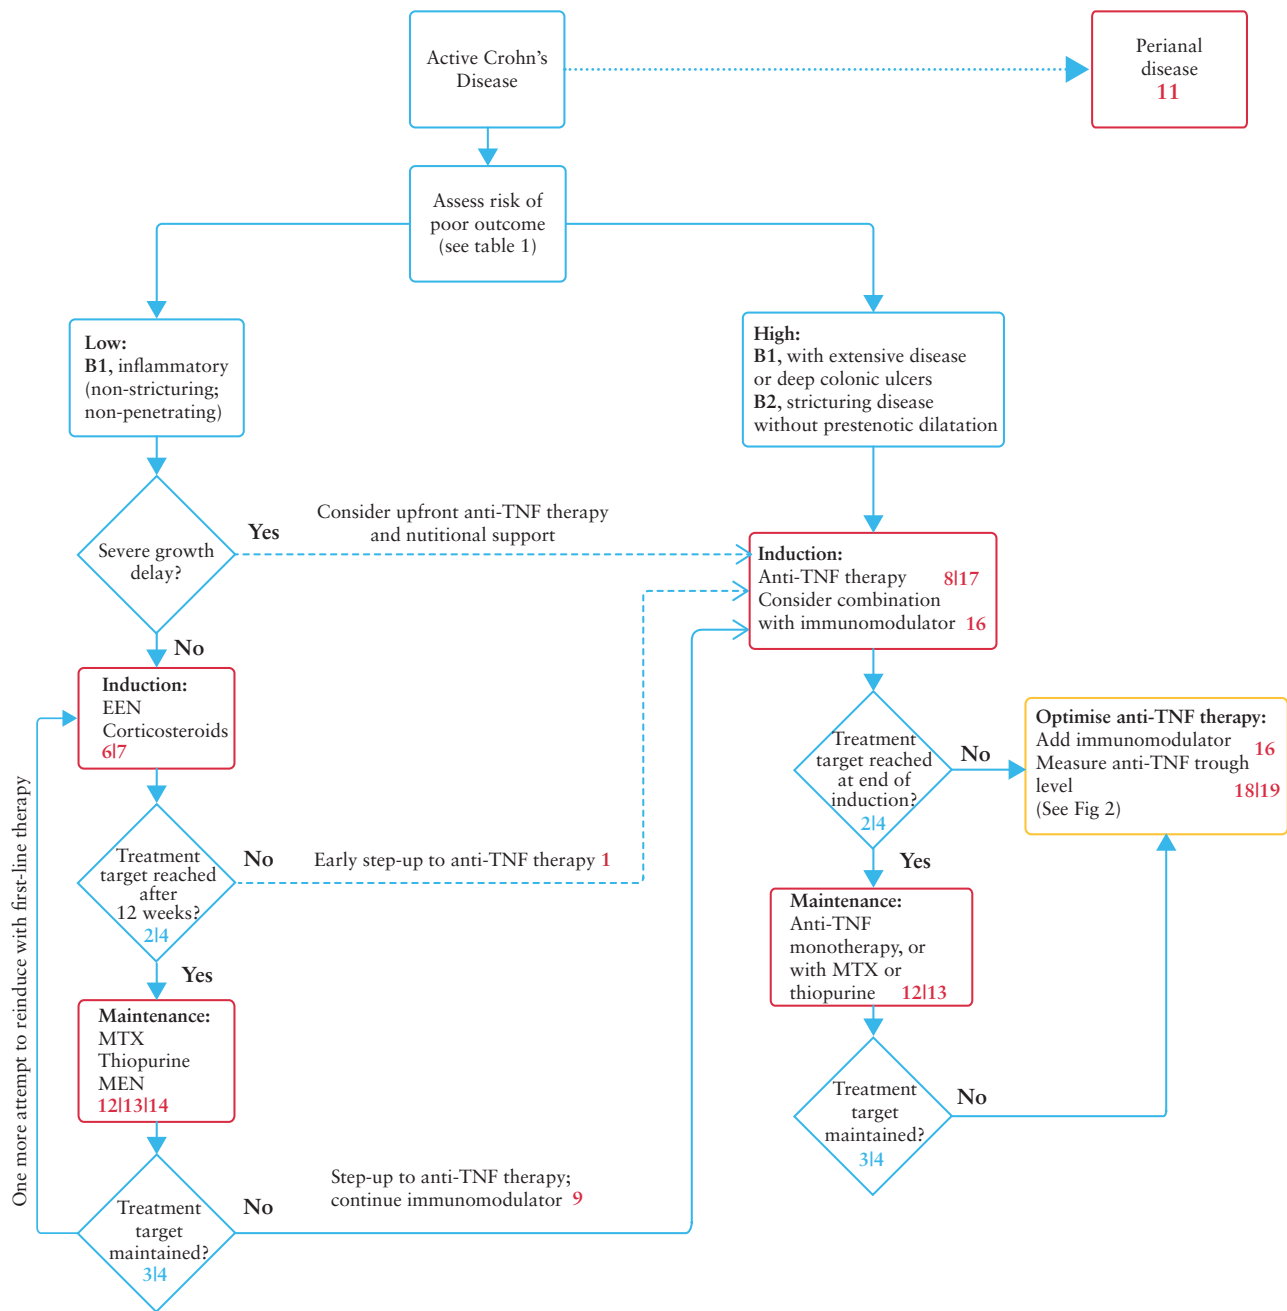 Active Crohn's
Disease
Perianal
disease
11
Assess risk of
poor outcome
(see table 1)
Low:
B1, inflammatory
(non-stricturing;
non-penetrating)
High:
B1, with extensive disease
or deep colonic ulcers
B2, stricturing disease
without prestenotic dilatation
Severe growth
delay?
Yes
Consider upfront anti-TNF therapy
and nutitional support
No
Induction:
Anti-TNF therapy 8|17
Consider combination
with immunomodulator 16
Induction:
EEN
Corticosteroids
6|7
Treatment
target reached
at end of
induction?
2|4
No
Optimise anti-TNF therapy:
Add immunomodulator 16
Measure anti-TNF trough
level 18|19
(See Fig 2)
Yes
Treatment
target reached
after
12 weeks?
2|4
No
Early step-up to anti-TNF therapy 1
Yes
Maintenance:
Anti-TNF
monotherapy, or
with MTX or
thiopurine 12|13
Maintenance:
MTX
Thiopurine
MEN
12|13|14
Treatment
target
maintained?
3|4
No
Treatment
target
maintained?
3|4
No
Step-up to anti-TNF therapy;
continue immunomodulator 9
One more attempt to reinduce with first-line therapy